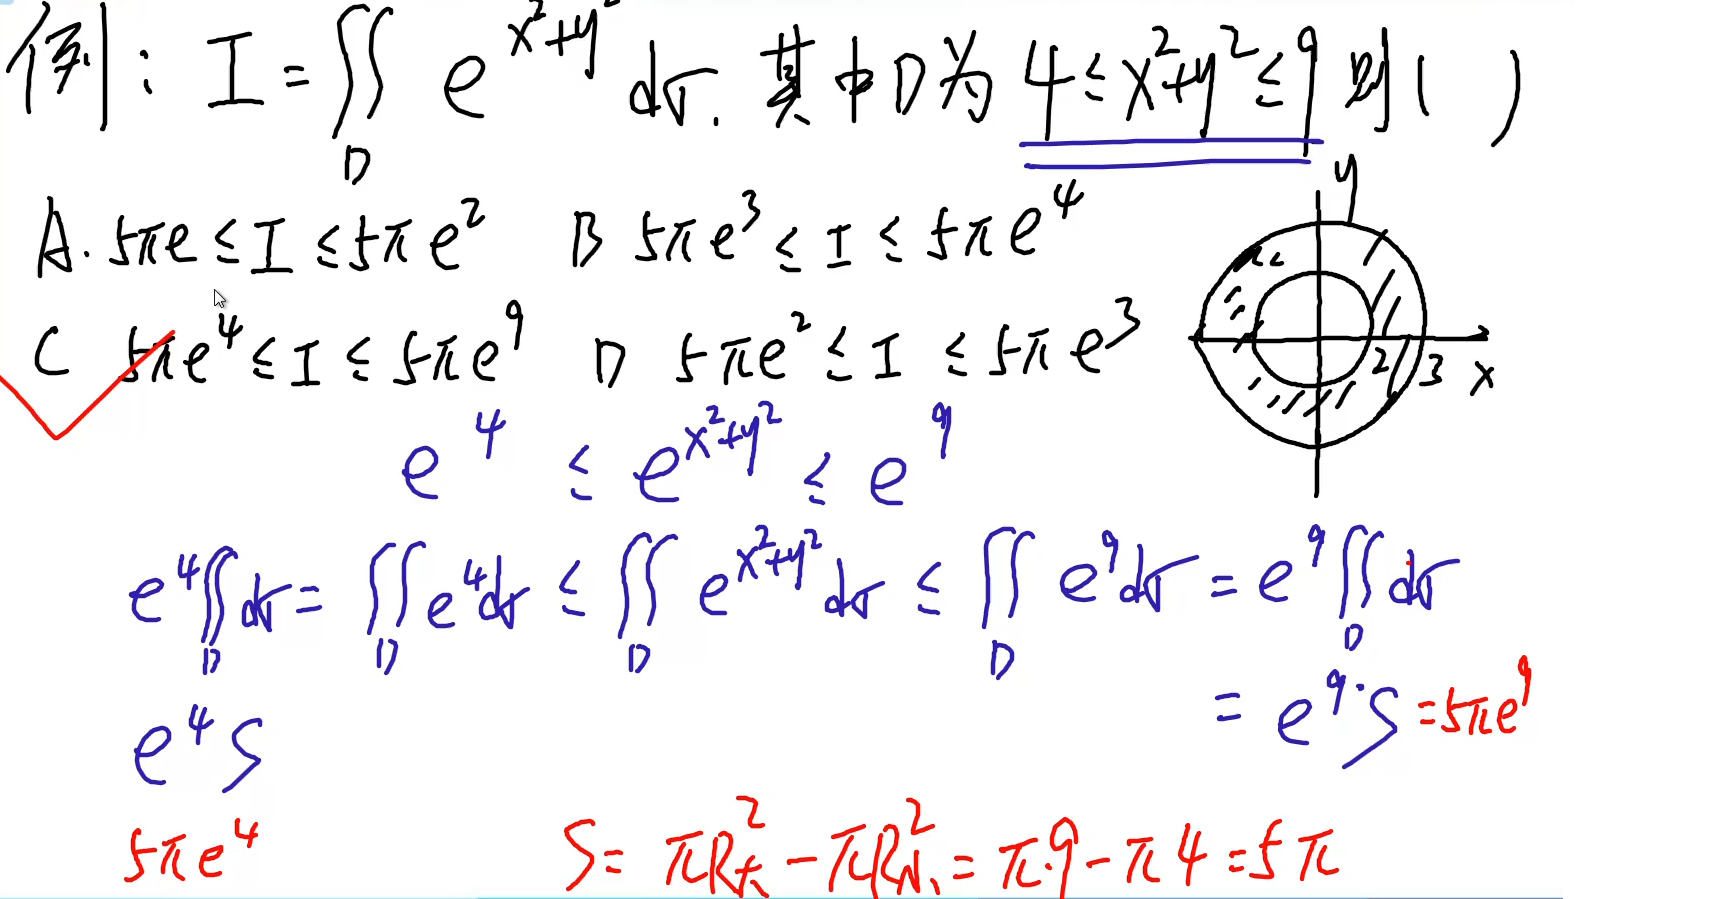 例: I = ∬_D e^{x²+y²} dσ. 其中D为 4 ≤ x²+y² ≤ 9 则( )
A. 5πe ≤ I ≤ 5πe² B 5πe³ ≤ I ≤ 5πe⁴
C 5πe⁴ ≤ I ≤ 5πe⁹ D 5πe² ≤ I ≤ 5πe³
y
2 3 x
e⁴ ≤ e^{x²+y²} ≤ e⁹
e⁴∬_D dσ = ∬_D e⁴dσ ≤ ∬_D e^{x²+y²} dσ ≤ ∬_D e⁹dσ = e⁹∬_D dσ
e⁴S = e⁹·S = 5πe⁹
5πe⁴ S = πR大² − πR小² = π·9 − π4 = 5π